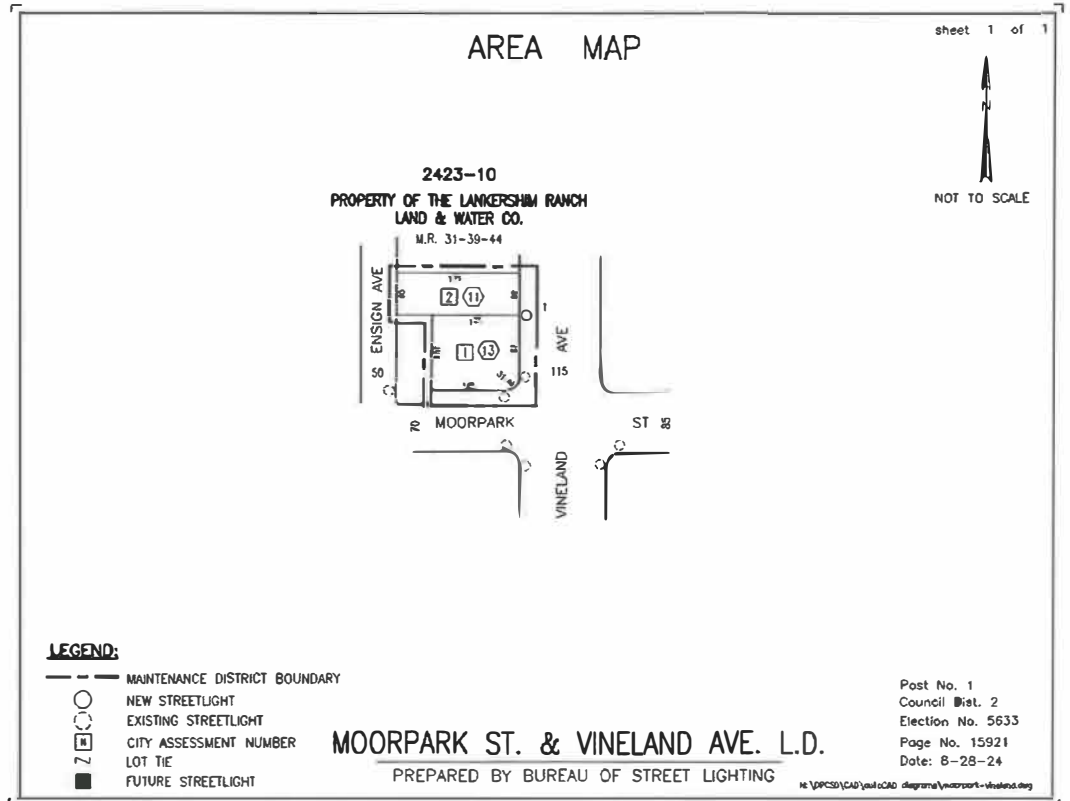 sheet 1 of 1
AREA MAP
N
NOT TO SCALE
2423-10
PROPERTY OF THE LANKERSHIM RANCH
LAND & WATER CO.
M.R. 31-39-44
ENSIGN AVE
2 11
1
1 13
AVE
50
115
70
MOORPARK
ST
85
VINELAND
LEGEND:
MAINTENANCE DISTRICT BOUNDARY
NEW STREETLIGHT
EXISTING STREETLIGHT
CITY ASSESSMENT NUMBER
LOT TIE
FUTURE STREETLIGHT
MOORPARK ST. & VINELAND AVE. L.D.
PREPARED BY BUREAU OF STREET LIGHTING
Post No. 1
Council Dist. 2
Election No. 5633
Page No. 15921
Date: 8-28-24